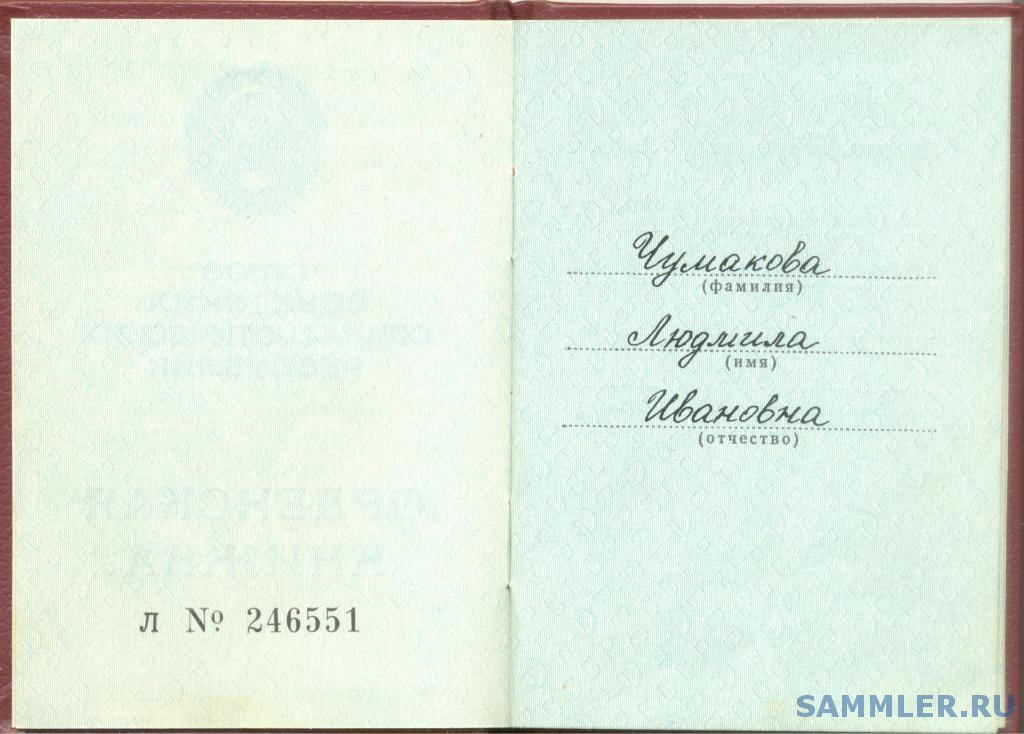 Л № 246551
Чумакова
(фамилия)
Людмила
(имя)
Ивановна
(отчество)
SAMMLER.RU